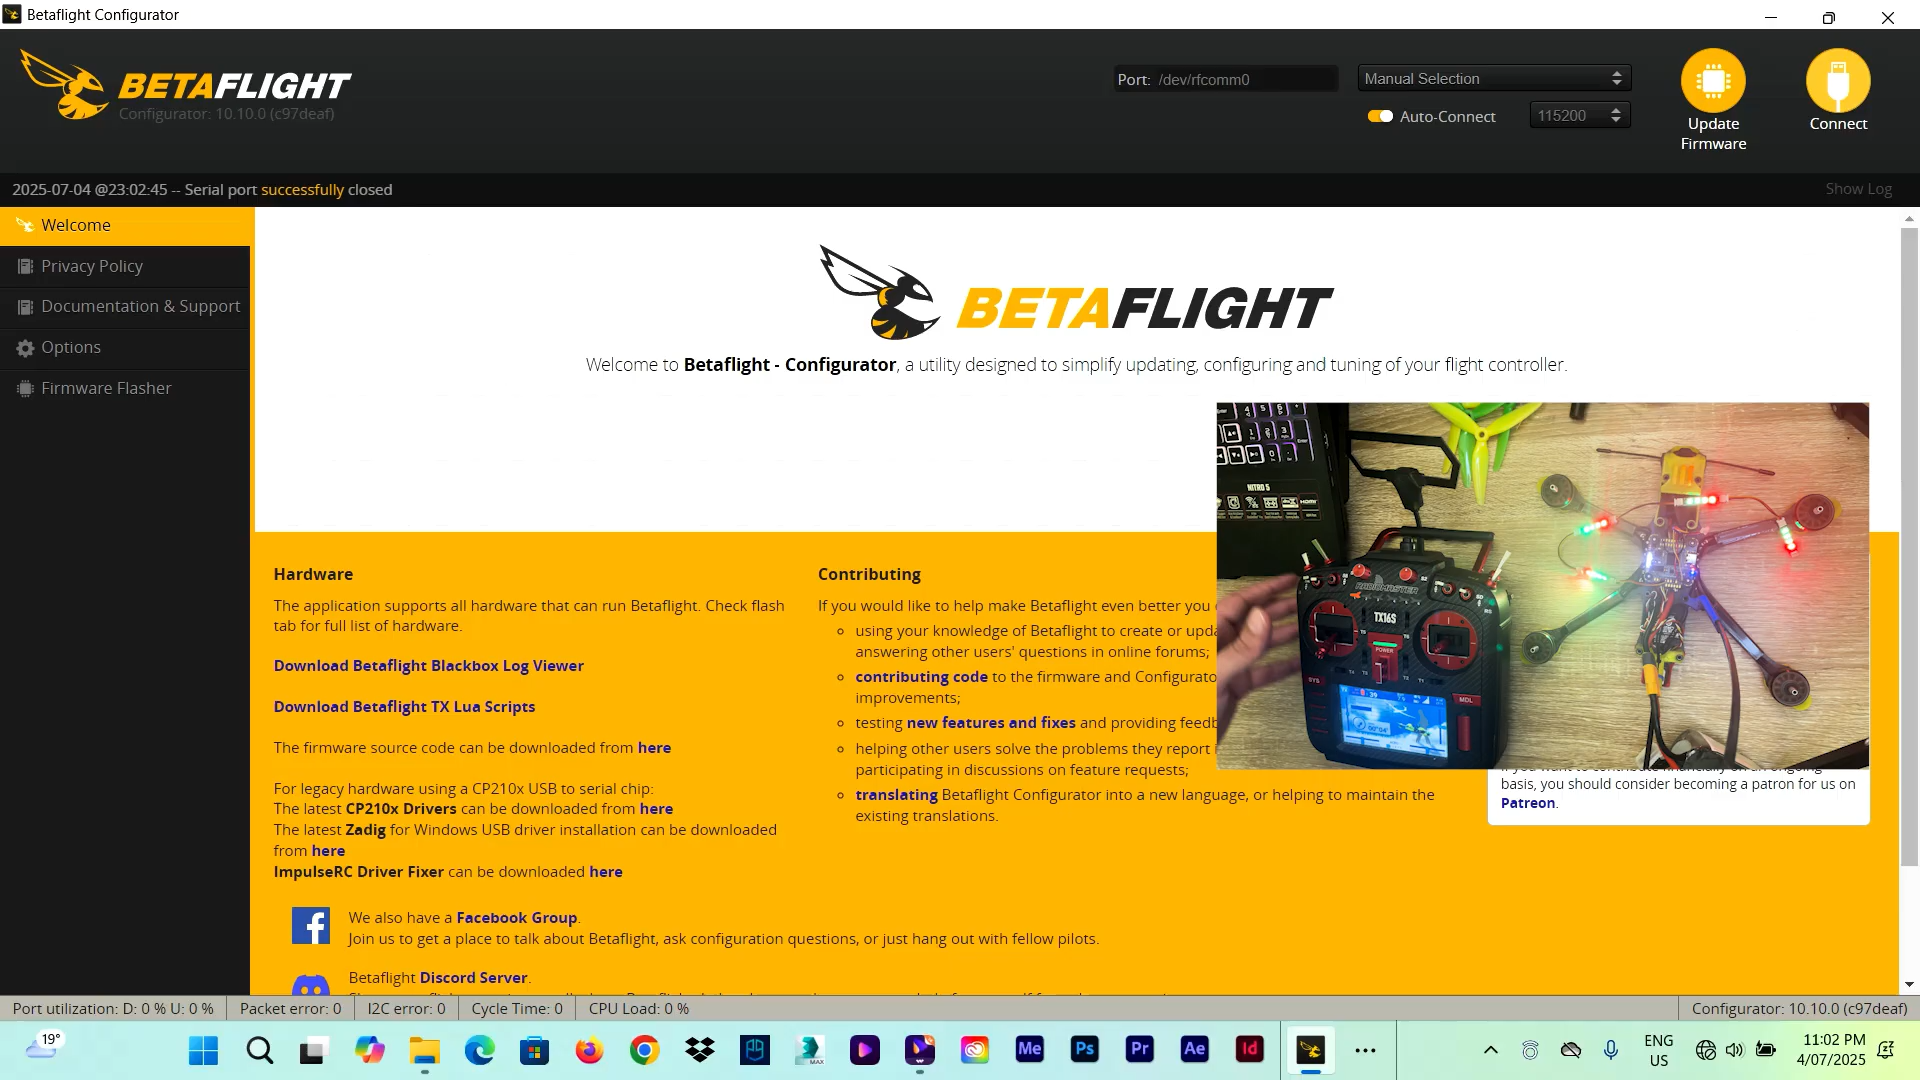 Betaflight Configurator
BETAFLIGHT
Configurator: 10.10.0 (c97deaf)
Port: /dev/rfcomm0
Manual Selection
Auto-Connect
115200
Update
Firmware
Connect
2025-07-04 @23:02:45 -- Serial port successfully closed
Show Log
Welcome
Privacy Policy
Documentation & Support
Options
Firmware Flasher
BETAFLIGHT
Welcome to Betaflight - Configurator, a utility designed to simplify updating, configuring and tuning of your flight controller.
Hardware
The application supports all hardware that can run Betaflight. Check flash
tab for full list of hardware.
Download Betaflight Blackbox Log Viewer
Download Betaflight TX Lua Scripts
The firmware source code can be downloaded from here
For legacy hardware using a CP210x USB to serial chip:
The latest CP210x Drivers can be downloaded from here
The latest Zadig for Windows USB driver installation can be downloaded
from here
ImpulseRC Driver Fixer can be downloaded here
We also have a Facebook Group.
Join us to get a place to talk about Betaflight, ask configuration questions, or just hang out with fellow pilots.
Betaflight Discord Server.
Contributing
If you would like to help make Betaflight even better you
using your knowledge of Betaflight to create or upda
answering other users' questions in online forums;
contributing code to the firmware and Configurato
improvements;
testing new features and fixes and providing feedb
helping other users solve the problems they report
participating in discussions on feature requests;
translating Betaflight Configurator into a new language, or helping to maintain the
existing translations.
NITRO 5
RADIOMASTER
TX16S
POWER
SYS
MDL
basis, you should consider becoming a patron for us on
Patreon.
Port utilization: D: 0 % U: 0 %
Packet error: 0
I2C error: 0
Cycle Time: 0
CPU Load: 0 %
Configurator: 10.10.0 (c97deaf)
19°
MAX
Me
Ps
Pr
Ae
Id
ENG
US
11:02 PM
4/07/2025